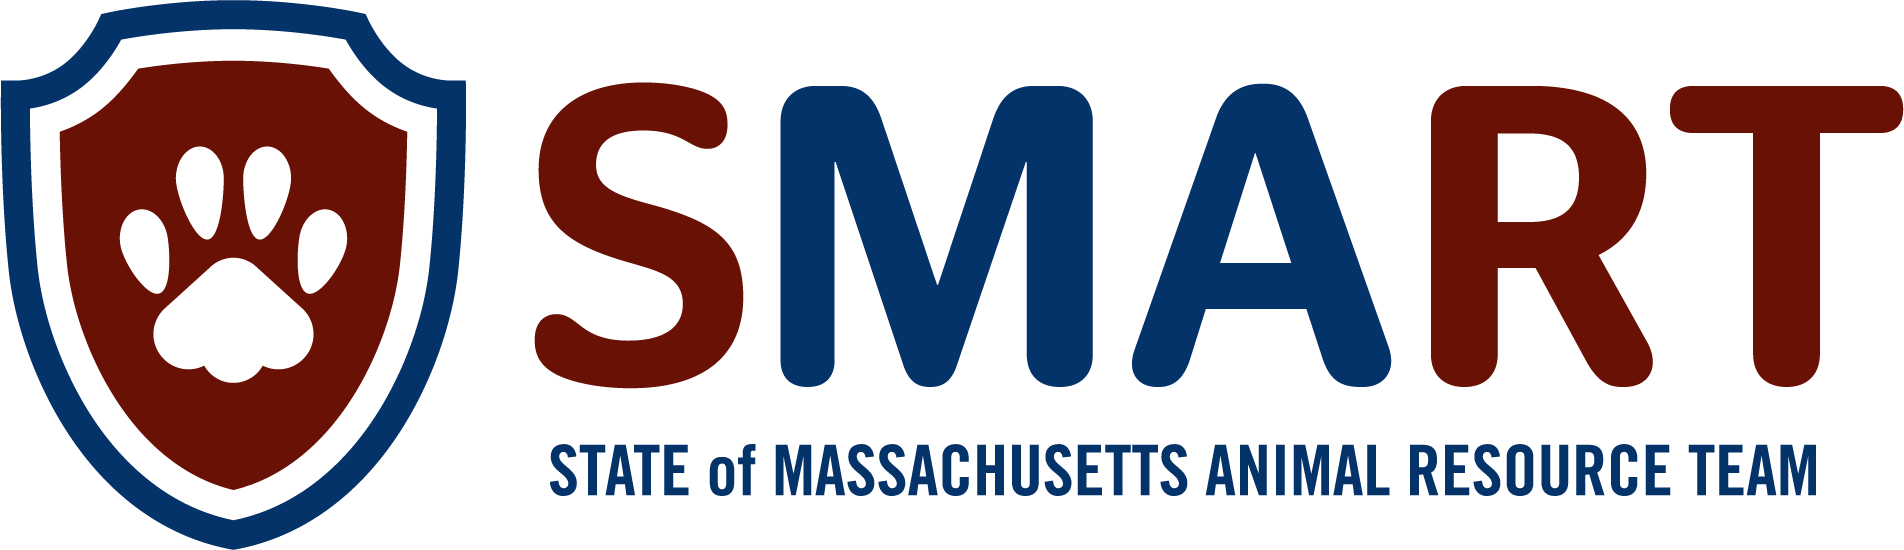 SMART
STATE of MASSACHUSETTS ANIMAL RESOURCE TEAM